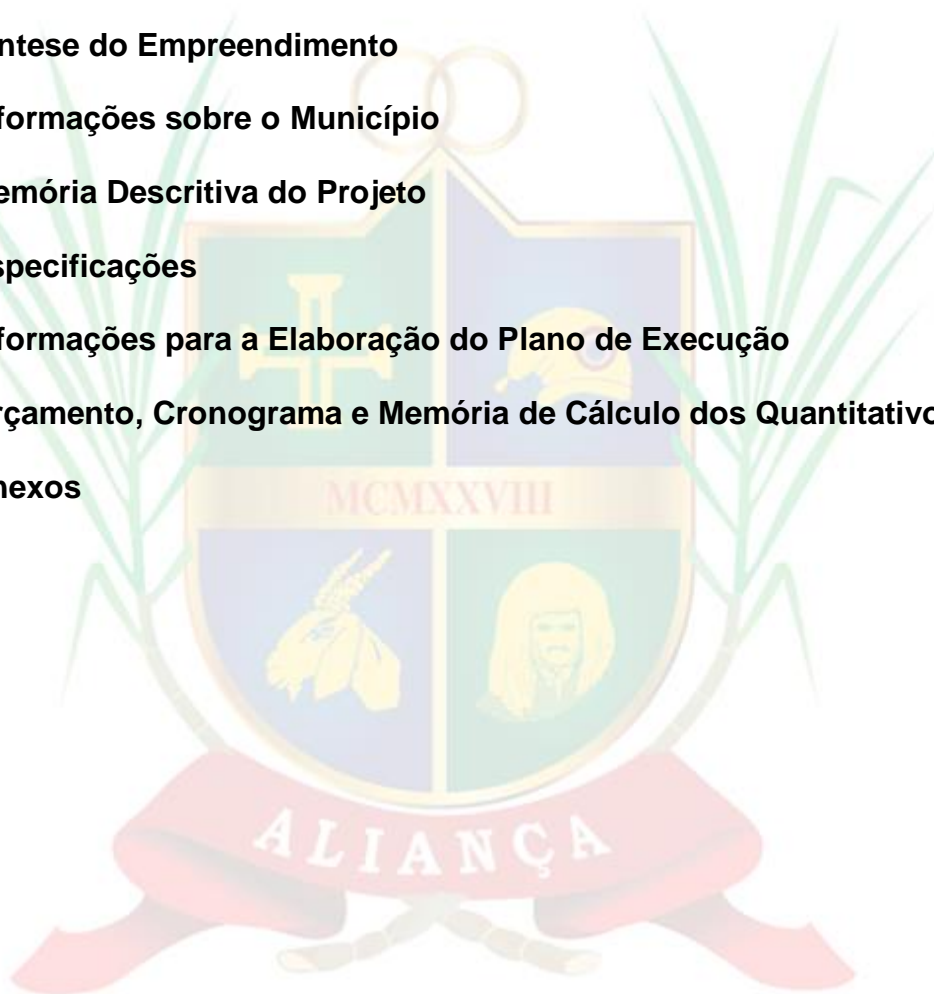 ntese do Empreendimento
formações sobre o Município
emória Descritiva do Projeto
specificações
formações para a Elaboração do Plano de Execução
rçamento, Cronograma e Memória de Cálculo dos Quantitativo
nexos
MCMXXVIII
ALIANÇA